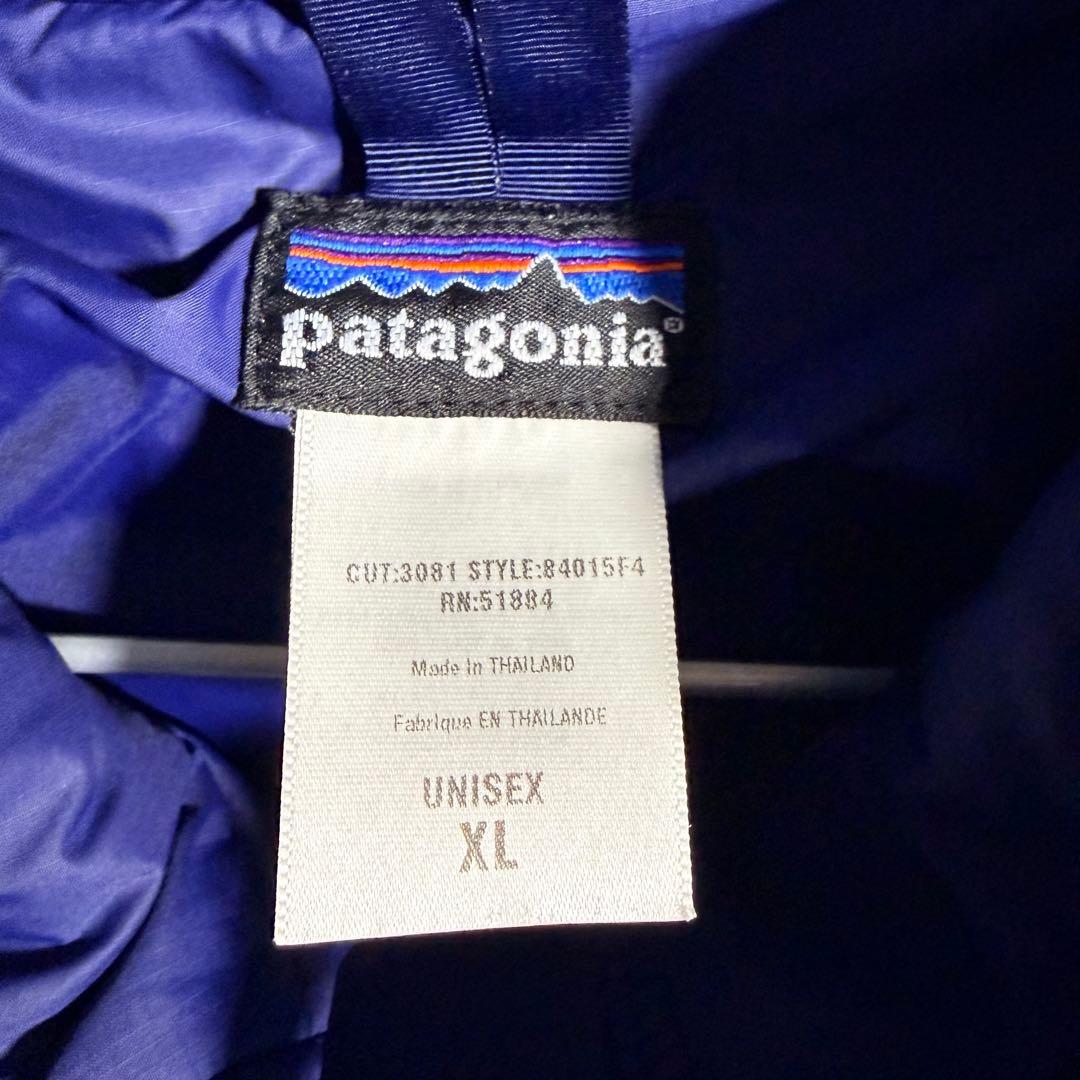 patagonia®
CUT:3081 STYLE:84015F4
RN:51884
Made in THAILAND
Fabrique EN THAILANDE
UNISEX
XL